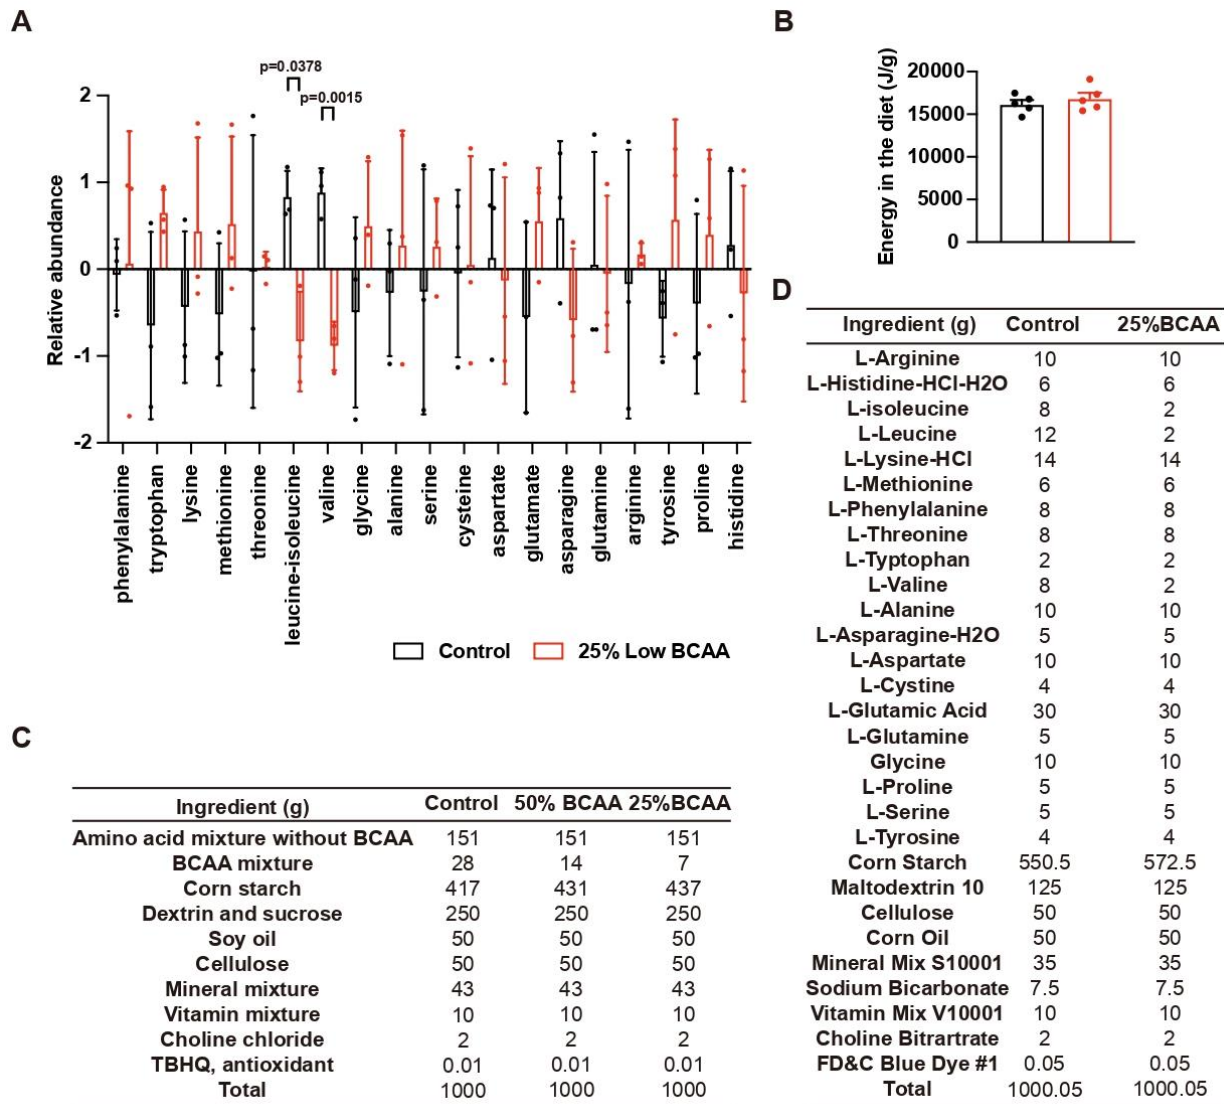 A
p=0.0378
p=0.0015
2
1
0
-1
-2
Relative abundance
phenylalanine
tryptophan
lysine
methionine
threonine
leucine-isoleucine
valine
glycine
alanine
serine
cysteine
aspartate
glutamate
asparagine
glutamine
arginine
tyrosine
proline
histidine
Control
25% Low BCAA
B
Energy in the diet (J/g)
20000
15000
10000
5000
0
C
Ingredient (g) Control 50% BCAA 25%BCAA
Amino acid mixture without BCAA 151 151 151
BCAA mixture 28 14 7
Corn starch 417 431 437
Dextrin and sucrose 250 250 250
Soy oil 50 50 50
Cellulose 50 50 50
Mineral mixture 43 43 43
Vitamin mixture 10 10 10
Choline chloride 2 2 2
TBHQ, antioxidant 0.01 0.01 0.01
Total 1000 1000 1000
D
Ingredient (g) Control 25%BCAA
L-Arginine 10 10
L-Histidine-HCl-H2O 6 6
L-isoleucine 8 2
L-Leucine 12 2
L-Lysine-HCl 14 14
L-Methionine 6 6
L-Phenylalanine 8 8
L-Threonine 8 8
L-Typtophan 2 2
L-Valine 8 2
L-Alanine 10 10
L-Asparagine-H2O 5 5
L-Aspartate 10 10
L-Cystine 4 4
L-Glutamic Acid 30 30
L-Glutamine 5 5
Glycine 10 10
L-Proline 5 5
L-Serine 5 5
L-Tyrosine 4 4
Corn Starch 550.5 572.5
Maltodextrin 10 125 125
Cellulose 50 50
Corn Oil 50 50
Mineral Mix S10001 35 35
Sodium Bicarbonate 7.5 7.5
Vitamin Mix V10001 10 10
Choline Bitrartrate 2 2
FD&C Blue Dye #1 0.05 0.05
Total 1000.05 1000.05